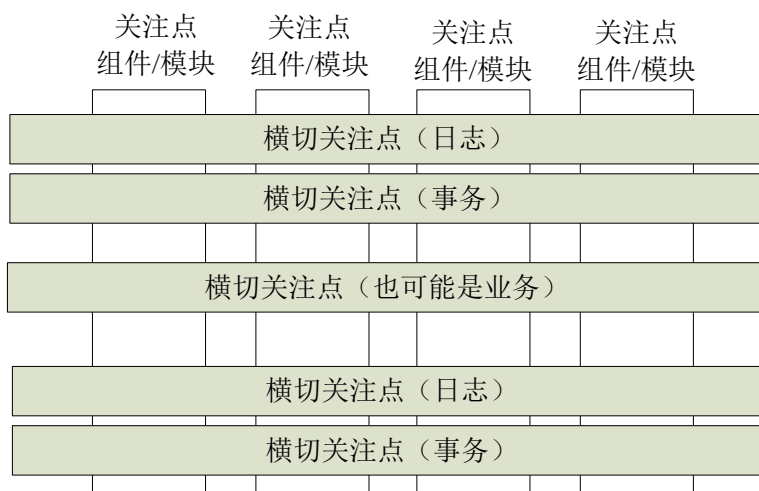 关注点
组件/模块
关注点
组件/模块
关注点
组件/模块
关注点
组件/模块
横切关注点（日志）
横切关注点（事务）
横切关注点（也可能是业务）
横切关注点（日志）
横切关注点（事务）